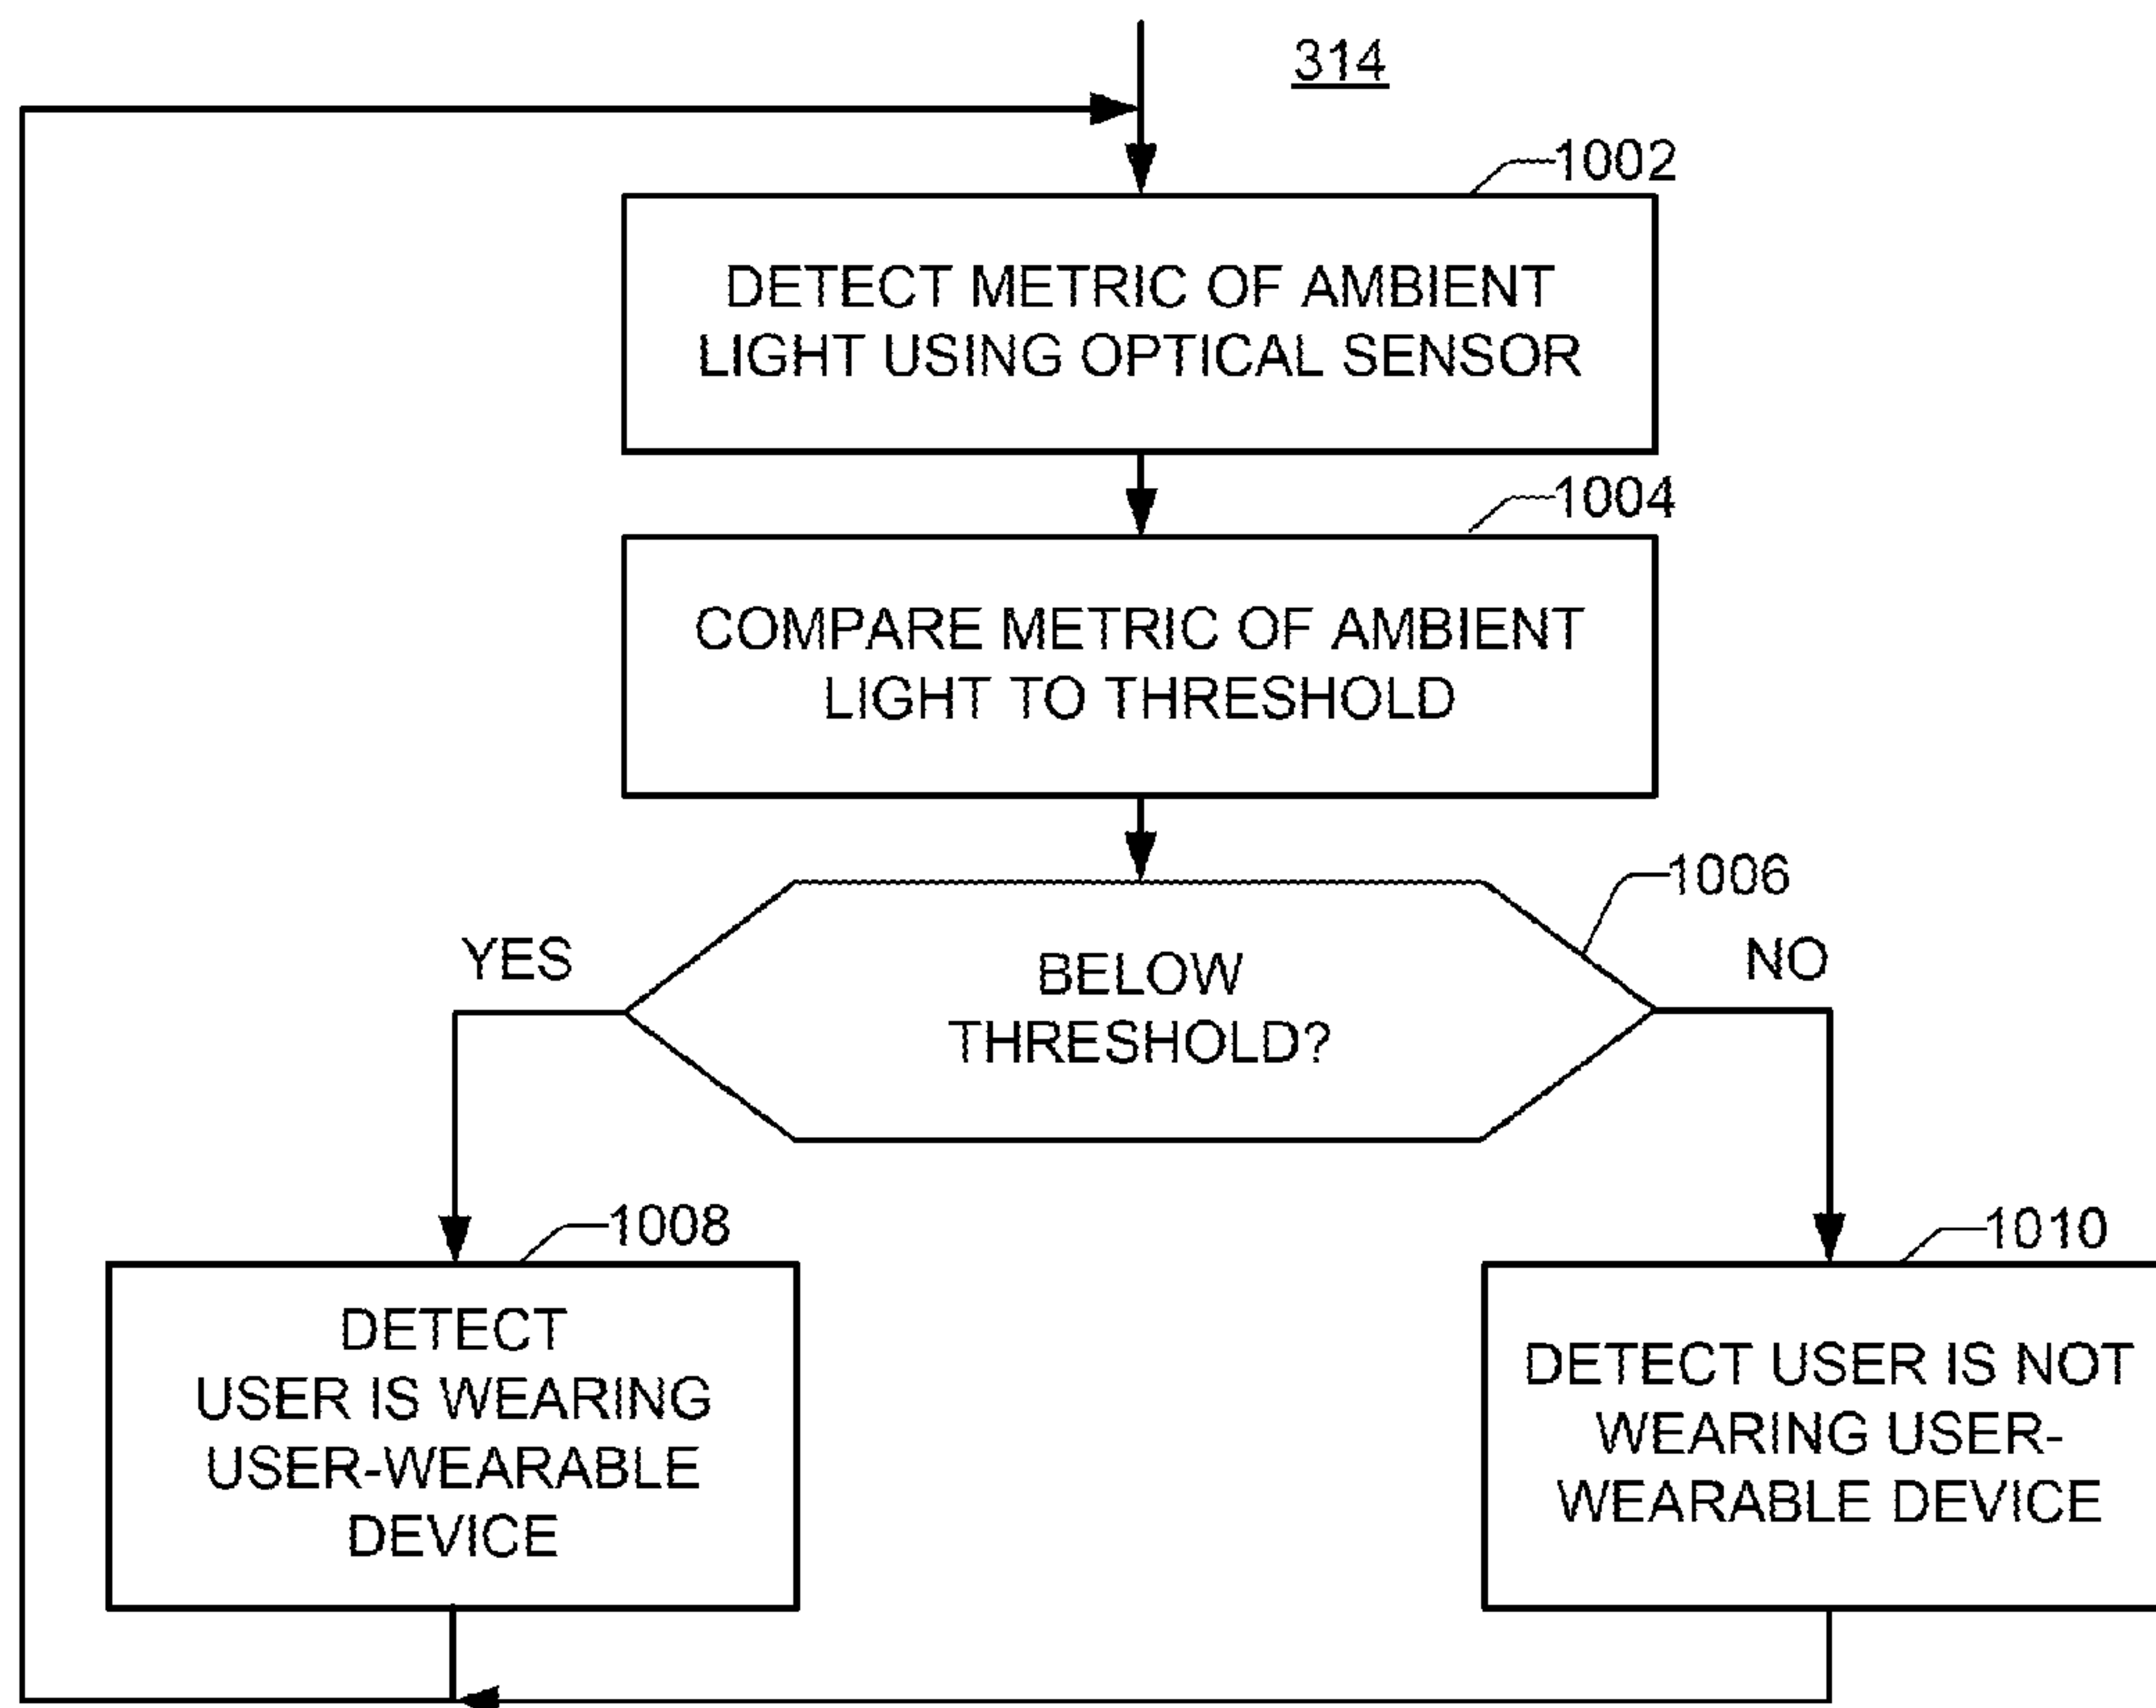 314
1002
DETECT METRIC OF AMBIENT
LIGHT USING OPTICAL SENSOR
1004
COMPARE METRIC OF AMBIENT
LIGHT TO THRESHOLD
1006
YES
NO
BELOW
THRESHOLD?
1008
DETECT
USER IS WEARING
USER-WEARABLE
DEVICE
1010
DETECT USER IS NOT
WEARING USER-
WEARABLE DEVICE